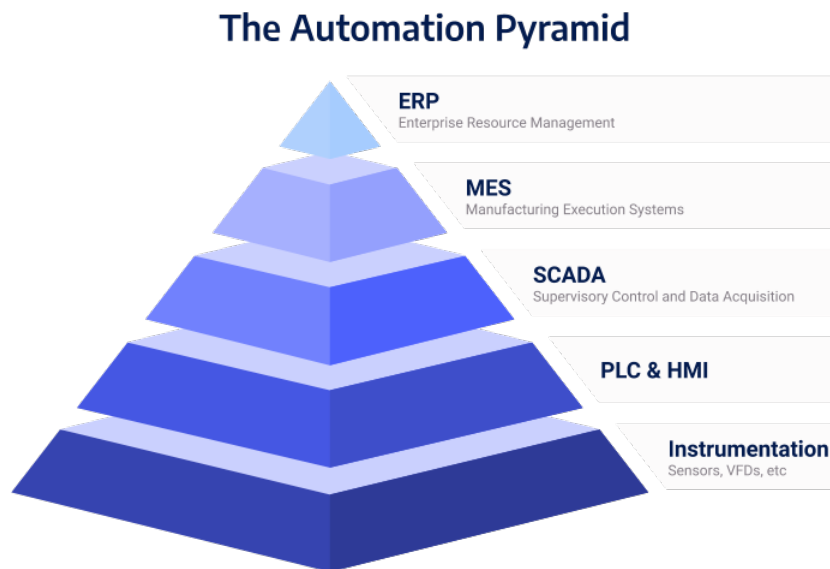 The Automation Pyramid
ERP
Enterprise Resource Management
MES
Manufacturing Execution Systems
SCADA
Supervisory Control and Data Acquisition
PLC & HMI
Instrumentation
Sensors, VFDs, etc